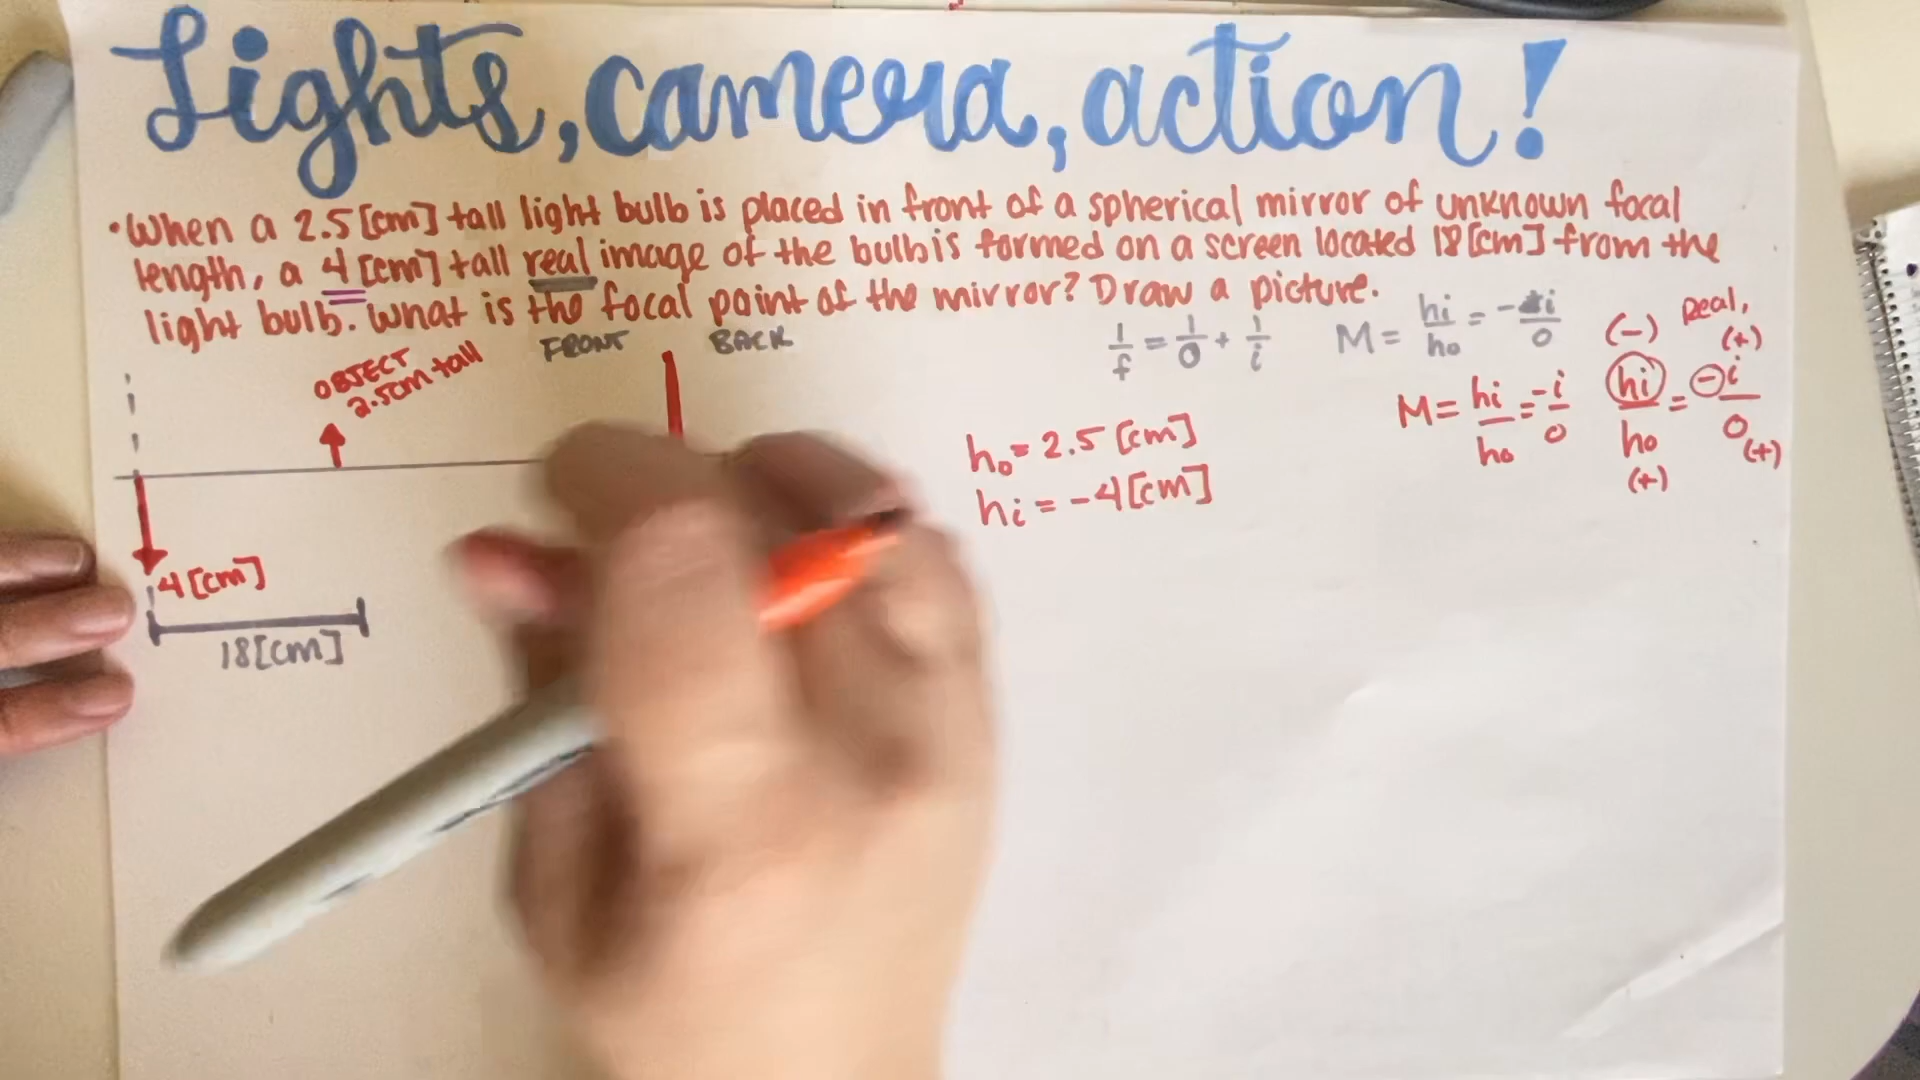 Lights, camera, action!
•When a 2.5 [cm] tall light bulb is placed in front of a spherical mirror of unknown focal
length, a 4 [cm] tall real image of the bulb is formed on a screen located 18 [cm] from the
light bulb. What is the focal point of the mirror? Draw a picture.
FRONT
BACK
OBJECT
2.5cm tall
4 [cm]
18 [cm]
1/f = 1/o + 1/i
M = hi/ho = -i/o
ho = 2.5 [cm]
hi = -4 [cm]
M = hi/ho = -i/o
(-) Real, (+)
hi/ho = -i/o
(+) (+)